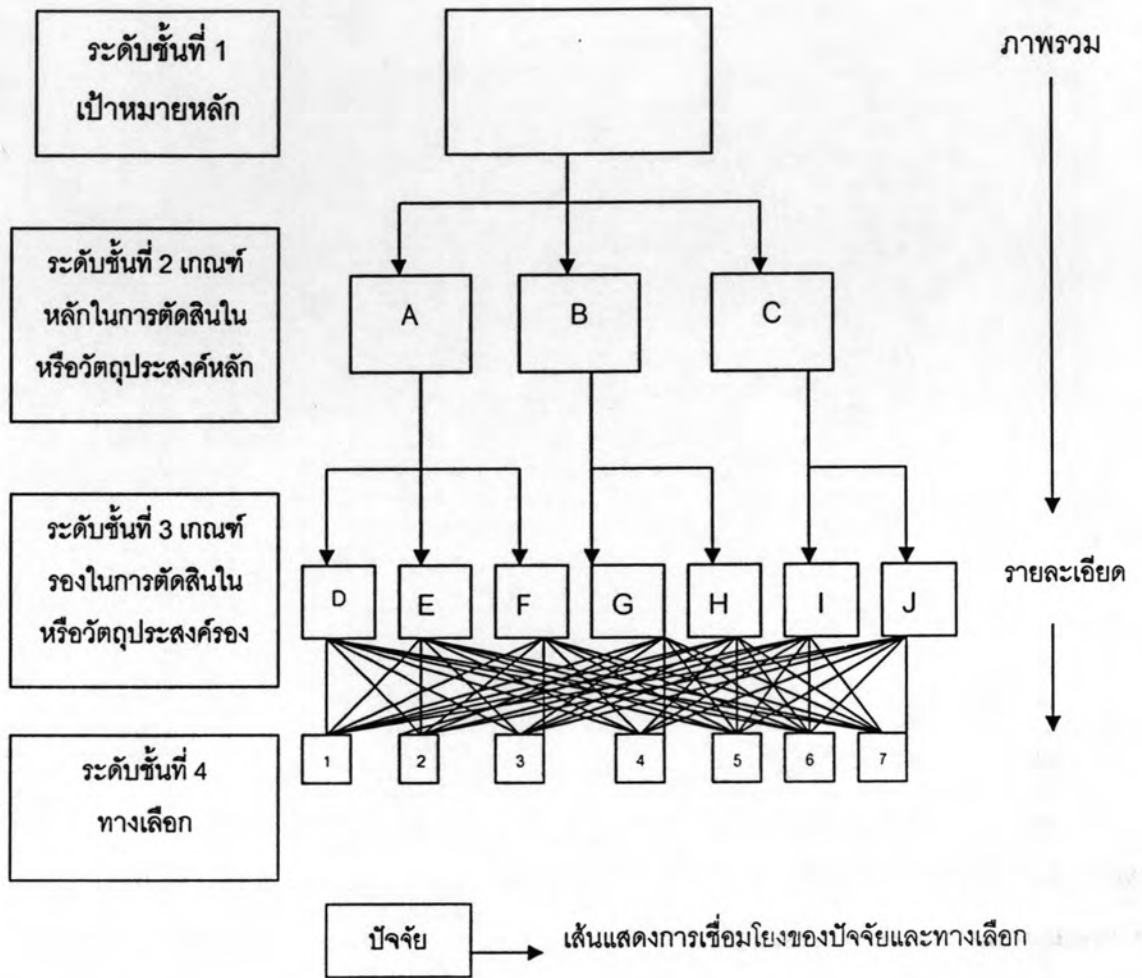 ระดับชั้นที่ 1
เป้าหมายหลัก
ภาพรวม
ระดับชั้นที่ 2 เกณฑ์
หลักในการตัดสินใน
หรือวัตถุประสงค์หลัก
A
B
C
ระดับชั้นที่ 3 เกณฑ์
รองในการตัดสินใน
หรือวัตถุประสงค์รอง
D
E
F
G
H
I
J
รายละเอียด
ระดับชั้นที่ 4
ทางเลือก
1
2
3
4
5
6
7
ปัจจัย
เส้นแสดงการเชื่อมโยงของปัจจัยและทางเลือก